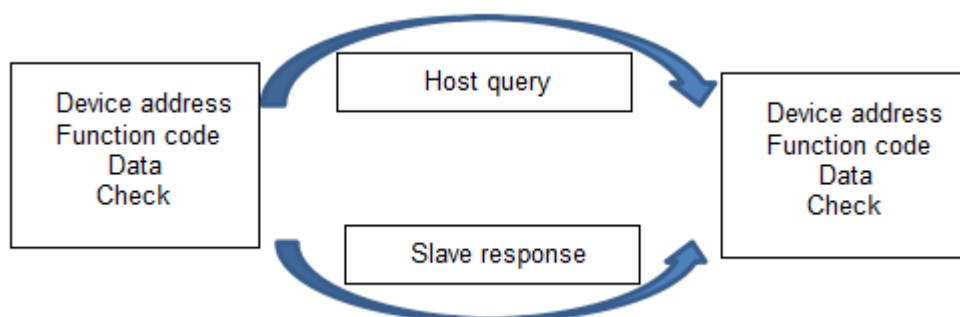 Host query
Device address
Function code
Data
Check
Device address
Function code
Data
Check
Slave response